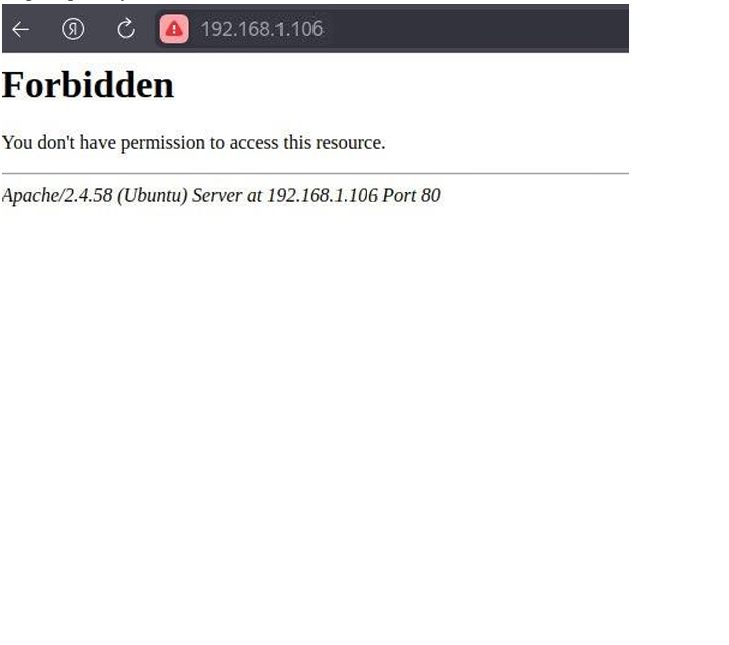 192.168.1.106
Forbidden
You don't have permission to access this resource.
Apache/2.4.58 (Ubuntu) Server at 192.168.1.106 Port 80